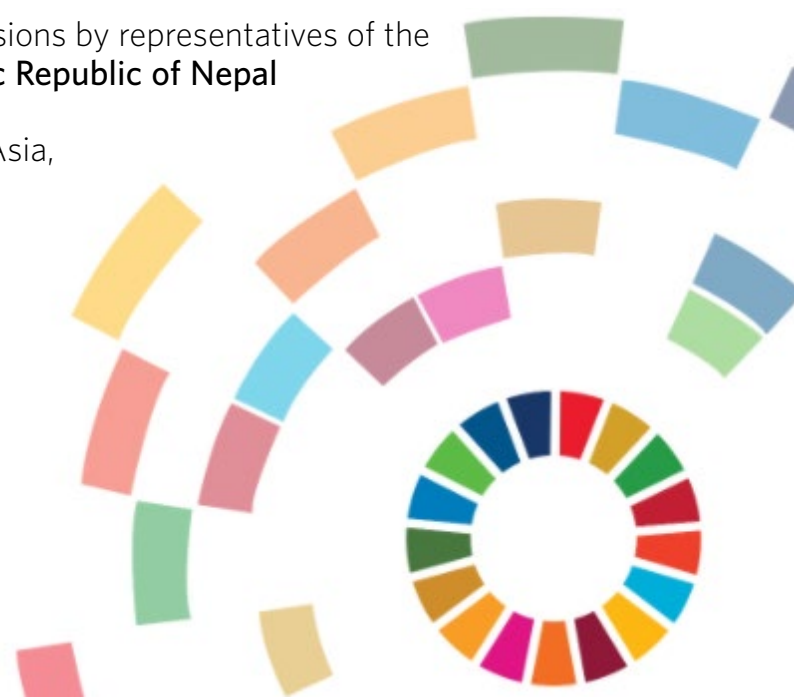 sions by representatives of the
c Republic of Nepal
Asia,